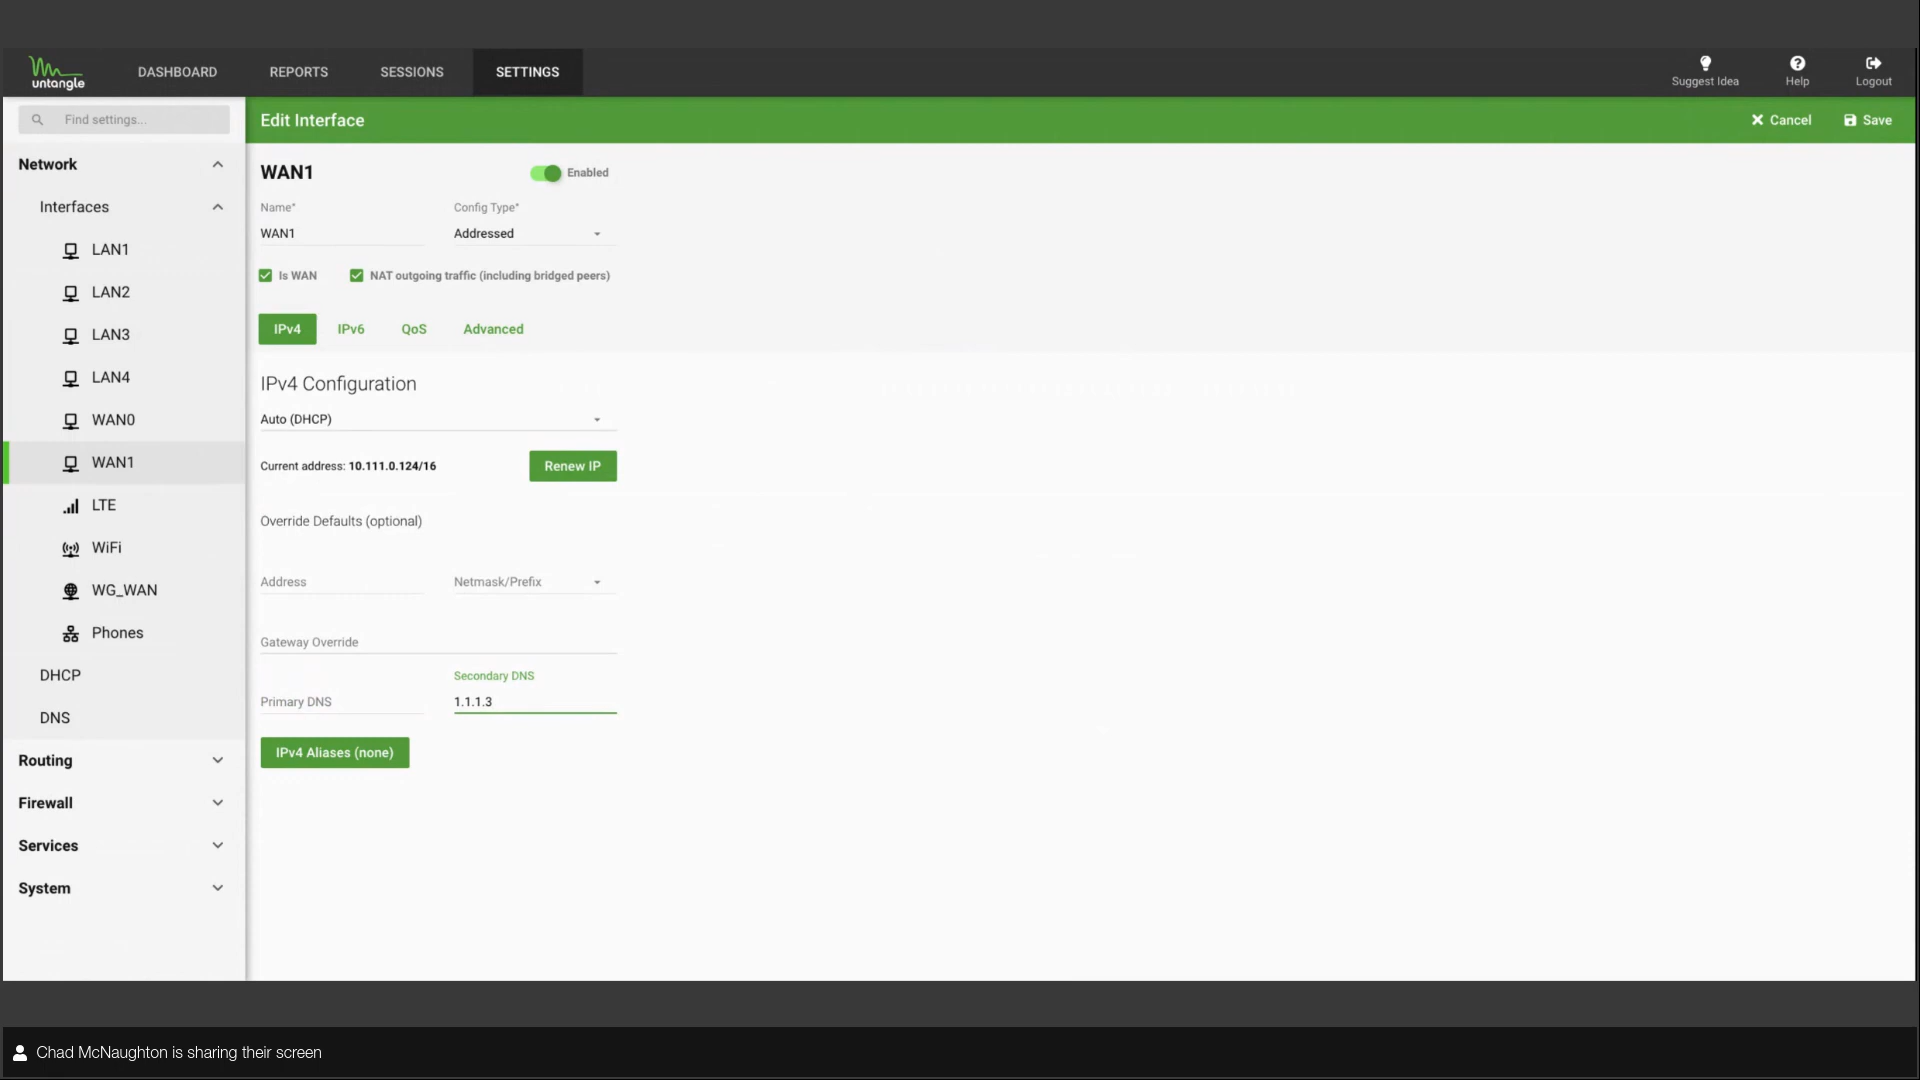 untangle
DASHBOARD
REPORTS
SESSIONS
SETTINGS
Suggest Idea
Help
Logout
Find settings...
Edit Interface
Cancel
Save
Network
Interfaces
LAN1
LAN2
LAN3
LAN4
WAN0
WAN1
LTE
WiFi
WG_WAN
Phones
DHCP
DNS
Routing
Firewall
Services
System
WAN1
Enabled
Name*
Config Type*
WAN1
Addressed
Is WAN
NAT outgoing traffic (including bridged peers)
IPv4
IPv6
QoS
Advanced
IPv4 Configuration
Auto (DHCP)
Current address: 10.111.0.124/16
Renew IP
Override Defaults (optional)
Address
Netmask/Prefix
Gateway Override
Secondary DNS
Primary DNS
1.1.1.3
IPv4 Aliases (none)
Chad McNaughton is sharing their screen